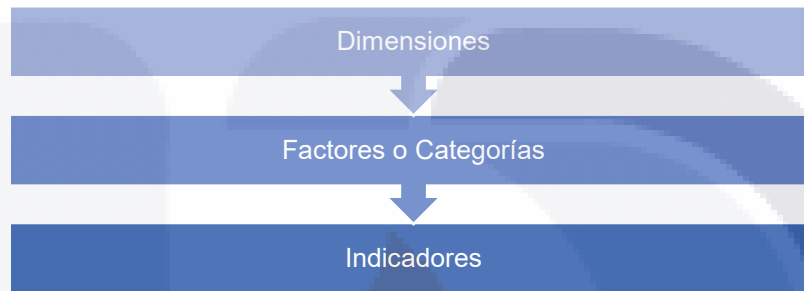 Dimensiones
Factores o Categorías
Indicadores